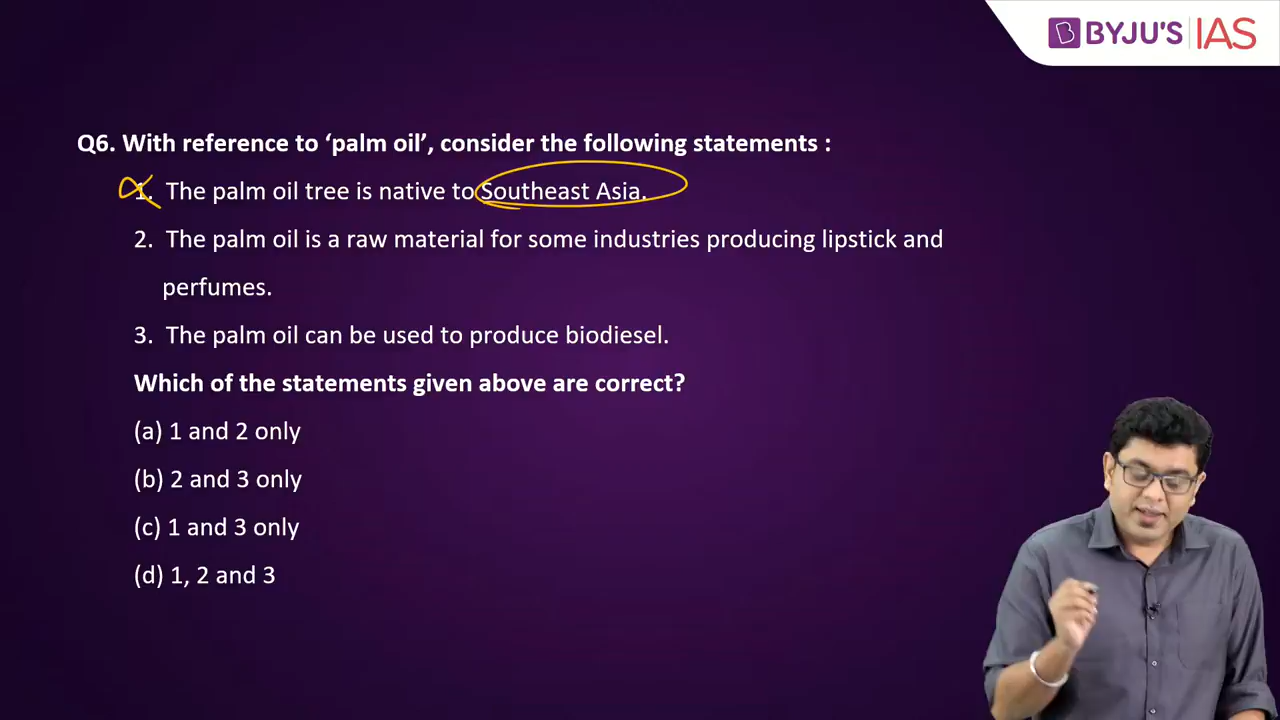 BYJU'S IAS
Q6. With reference to ‘palm oil’, consider the following statements :
1. The palm oil tree is native to Southeast Asia.
2. The palm oil is a raw material for some industries producing lipstick and
perfumes.
3. The palm oil can be used to produce biodiesel.
Which of the statements given above are correct?
(a) 1 and 2 only
(b) 2 and 3 only
(c) 1 and 3 only
(d) 1, 2 and 3